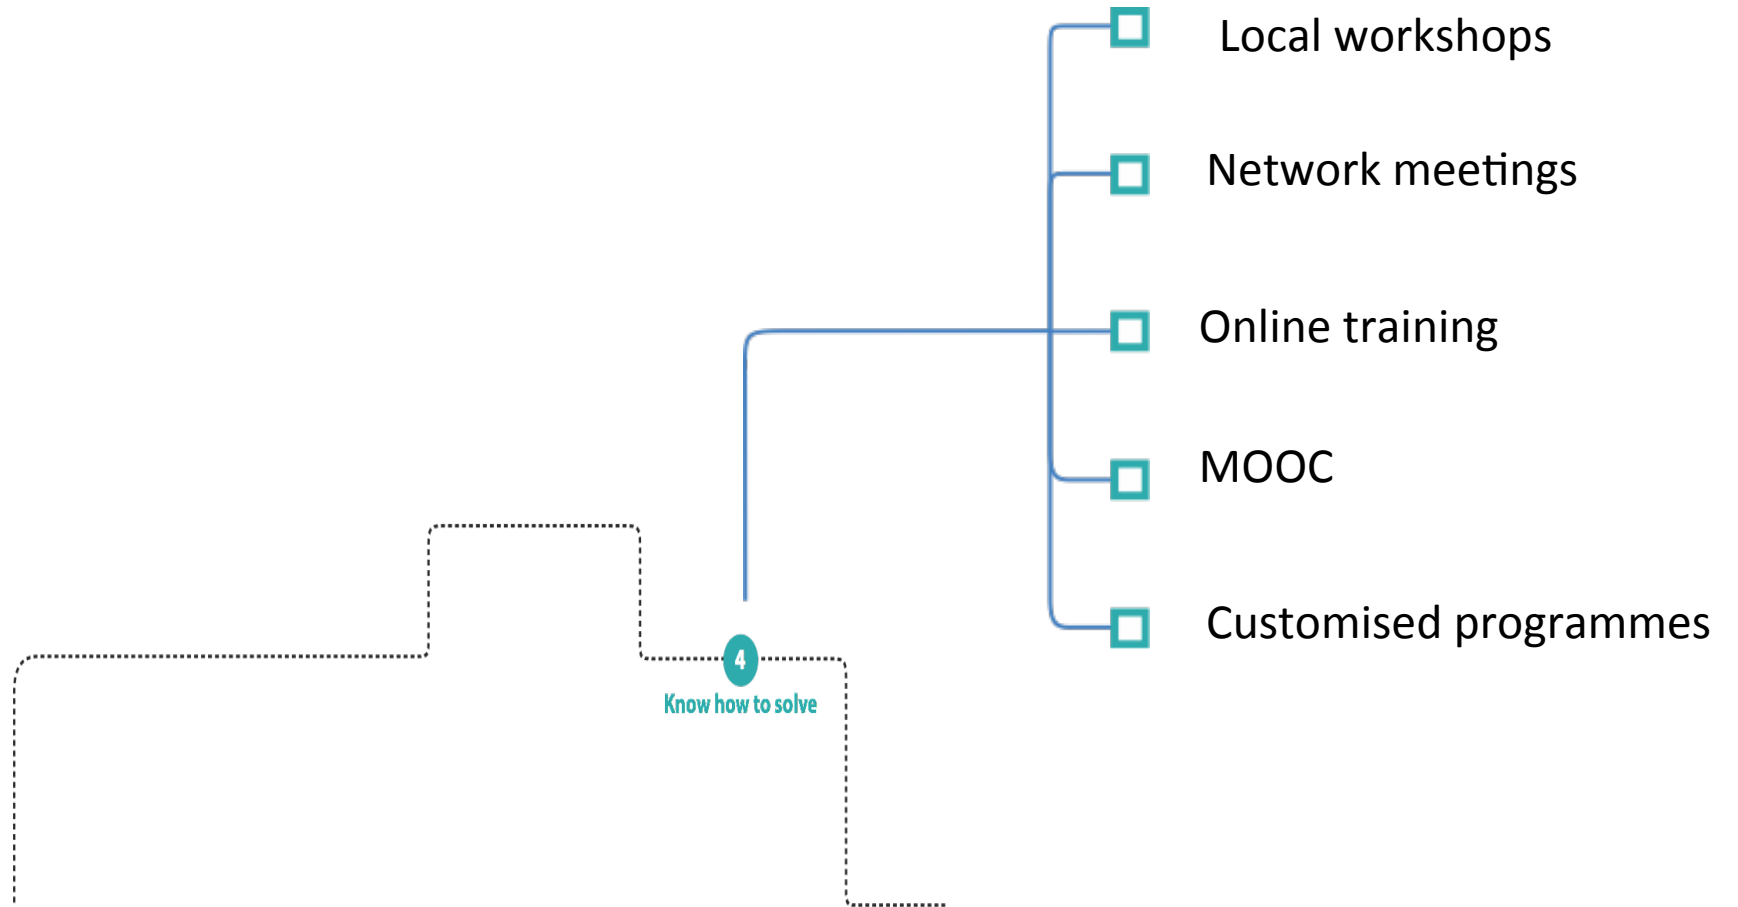 Local workshops
Network meetings
Online training
MOOC
Customised programmes
4
Know how to solve